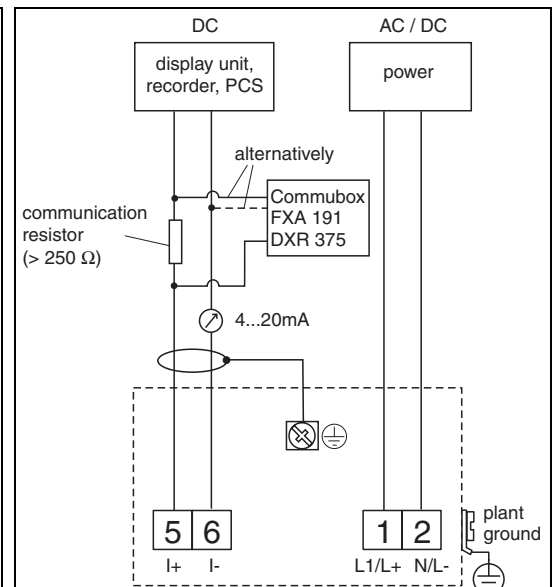 DC
AC / DC
display unit,
recorder, PCS
power
alternatively
Commubox
FXA 191
DXR 375
communication
resistor
(> 250 Ω)
4...20mA
5 6
1 2
I+ I-
L1/L+ N/L-
plant
ground